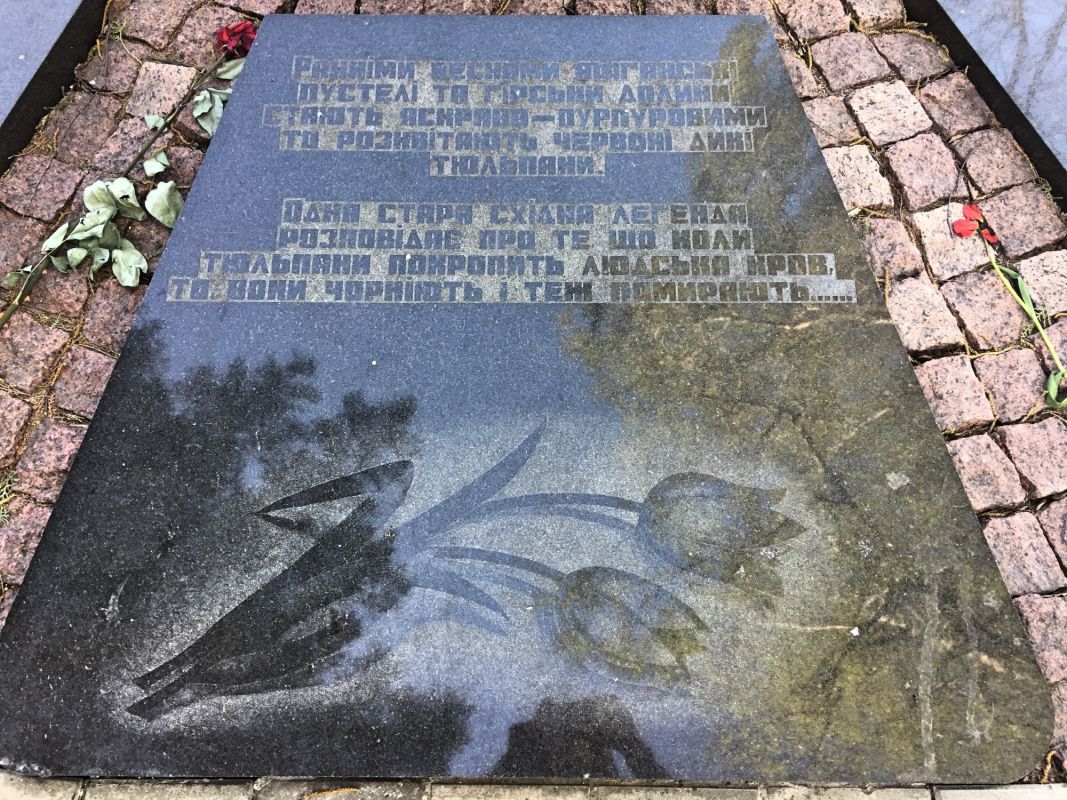 Ранніми веснами афганські
пустелі та гірськи долини
стають яскраво-пурпуровими
то розквітають червоні дикі
тюльпани.
Одна стара східна легенда
розповідає про те що коли
тюльпани покропить людська кров,
то вони чорніють і теж помирають......